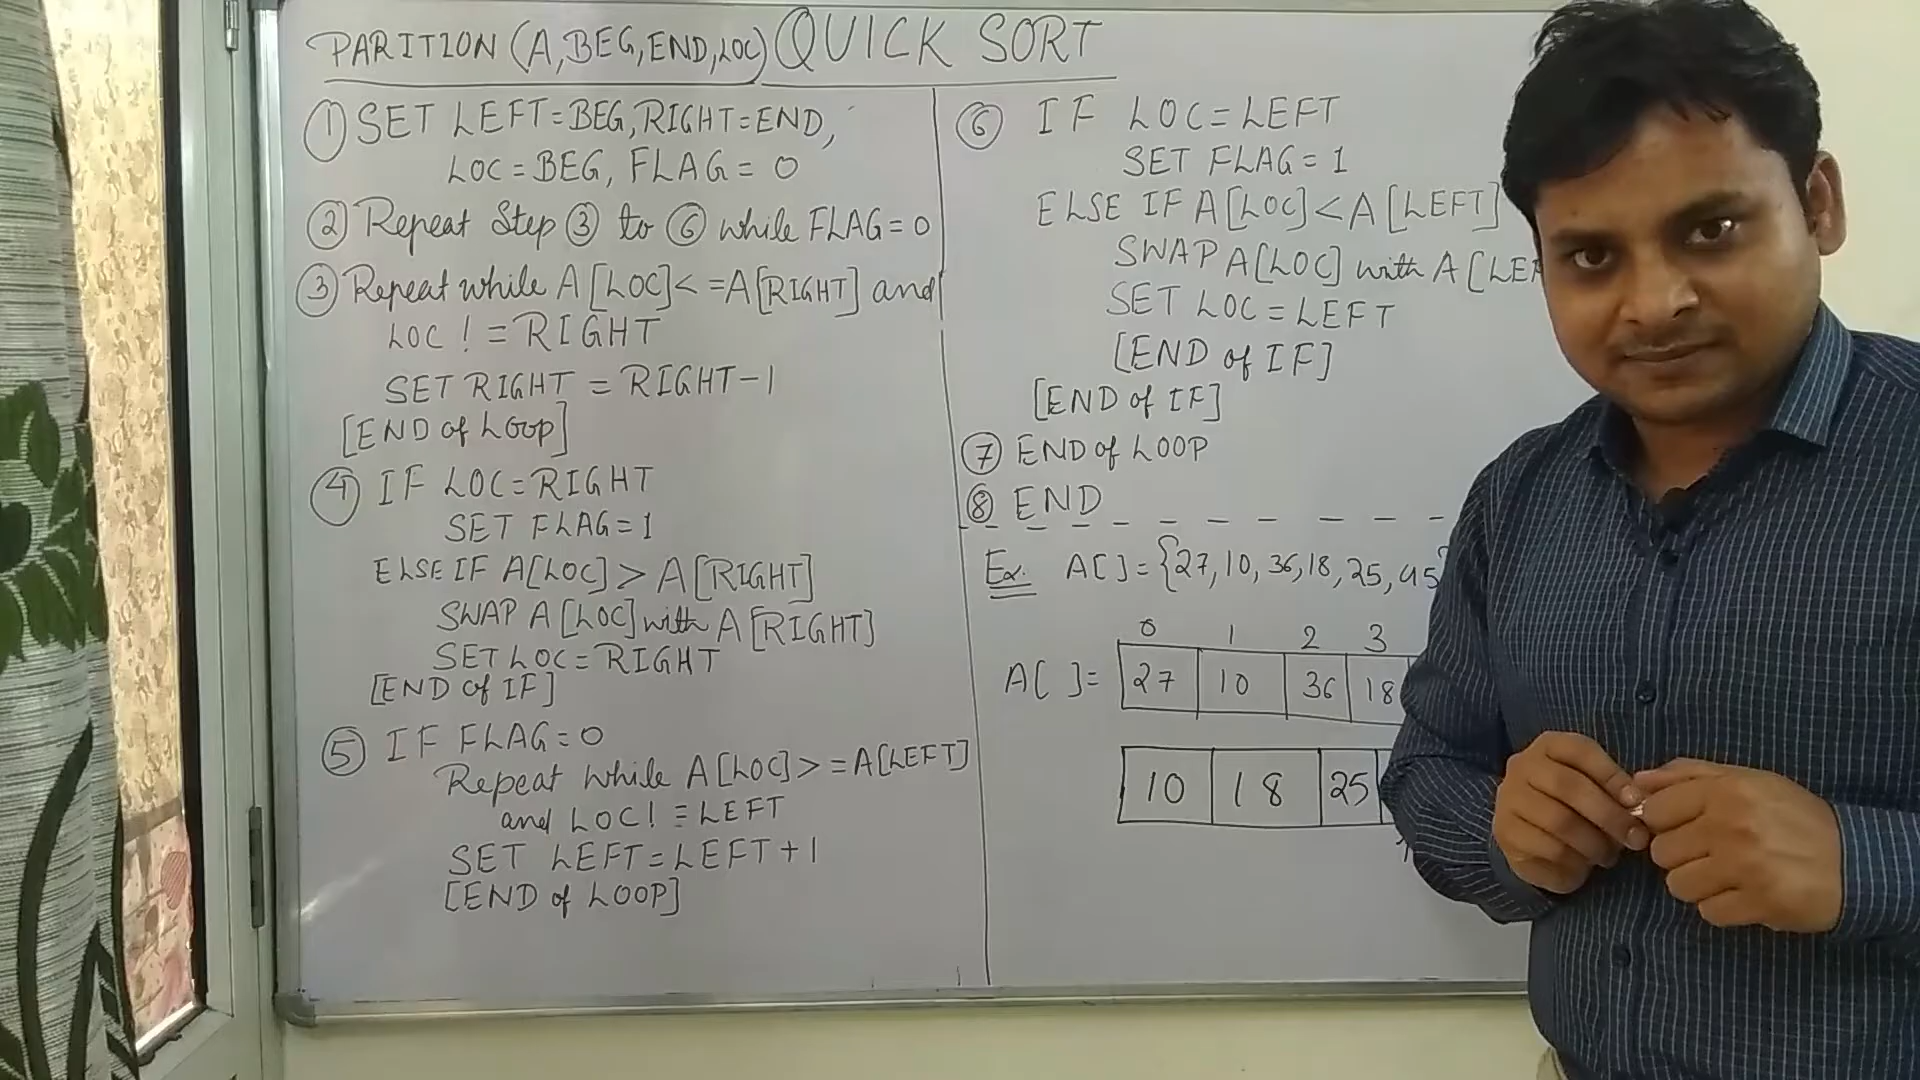 PARITION (A, BEG, END, LOC) QUICK SORT
① SET LEFT=BEG, RIGHT=END,
LOC=BEG, FLAG=0
② Repeat Step ③ to ⑥ while FLAG=0
③ Repeat while A[LOC]<=A[RIGHT] and
LOC!=RIGHT
SET RIGHT=RIGHT-1
[END of LOOP]
④ IF LOC=RIGHT
SET FLAG=1
ELSE IF A[LOC]>A[RIGHT]
SWAP A[LOC] with A[RIGHT]
SET LOC=RIGHT
[END of IF]
⑤ IF FLAG=0
Repeat while A[LOC]>=A[LEFT]
and LOC!=LEFT
SET LEFT=LEFT+1
[END of LOOP]
⑥ IF LOC=LEFT
SET FLAG=1
ELSE IF A[LOC]<A[LEFT]
SWAP A[LOC] with A[LEF
SET LOC=LEFT
[END of IF]
[END of IF]
⑦ END of LOOP
⑧ END
Ex. A[]={27,10,36,18,25,45}
0 1 2 3
A[ ]= 27 10 36 18
10 18 25